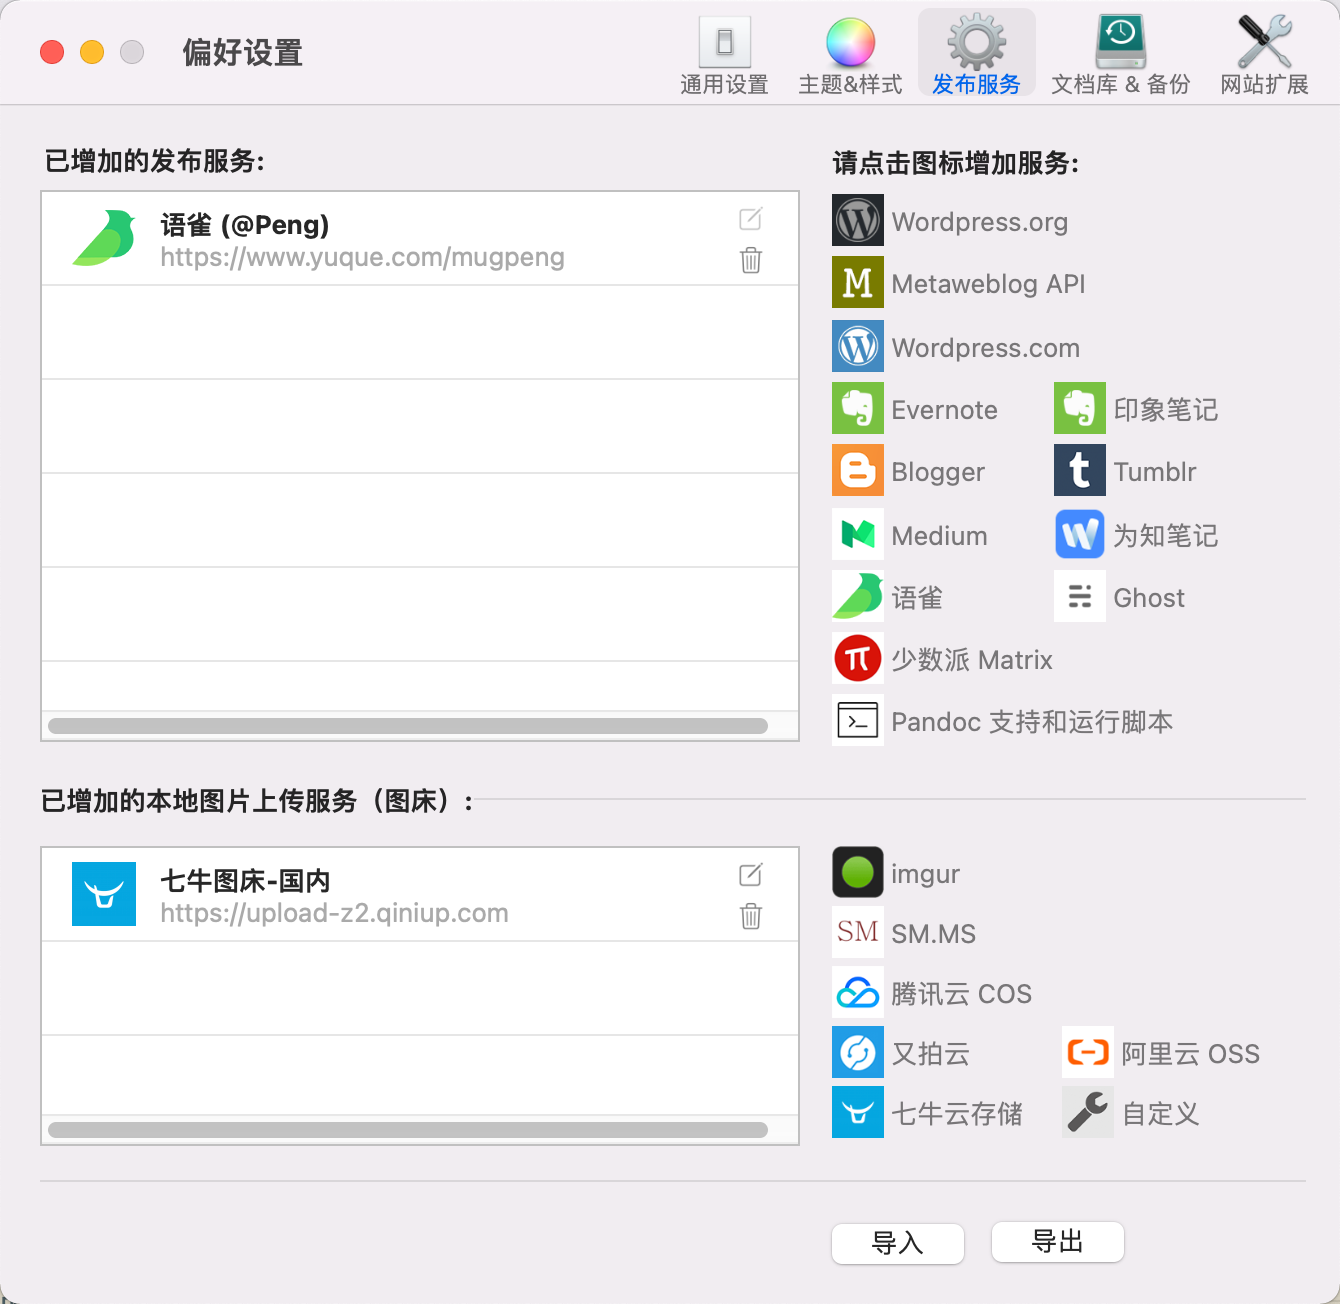 偏好设置
通用设置
主题&样式
发布服务
文档库 & 备份
网站扩展
已增加的发布服务:
语雀 (@Peng)
https://www.yuque.com/mugpeng
请点击图标增加服务:
Wordpress.org
M Metaweblog API
Wordpress.com
Evernote
印象笔记
Blogger
t Tumblr
Medium
为知笔记
语雀
Ghost
少数派 Matrix
Pandoc 支持和运行脚本
已增加的本地图片上传服务（图床）:
七牛图床-国内
https://upload-z2.qiniup.com
imgur
SM SM.MS
腾讯云 COS
又拍云
阿里云 OSS
七牛云存储
自定义
导入
导出